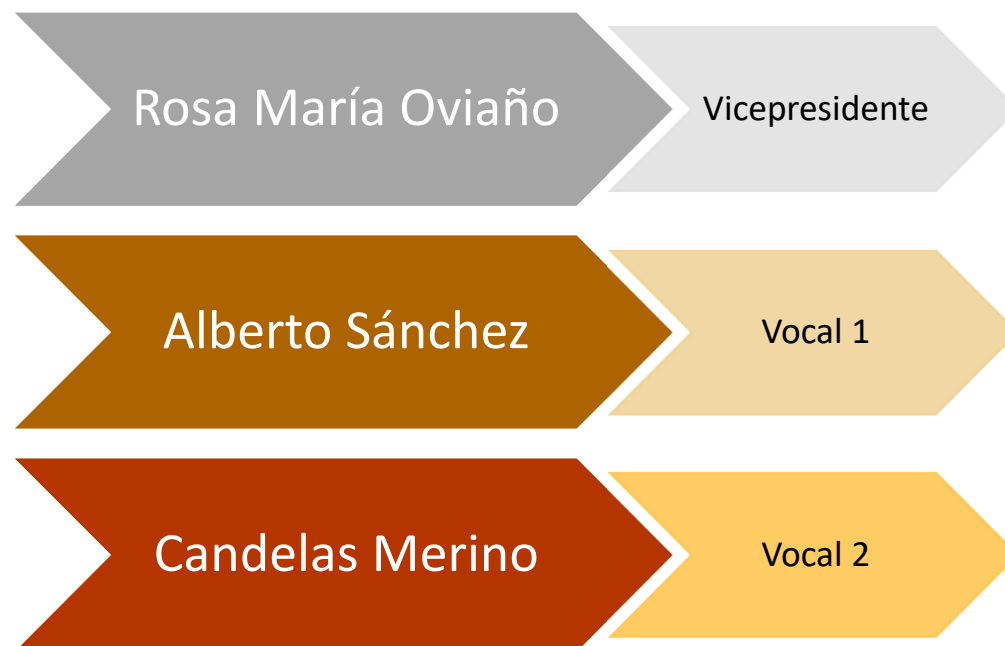 Rosa María Oviaño
Vicepresidente
Alberto Sánchez
Vocal 1
Candelas Merino
Vocal 2